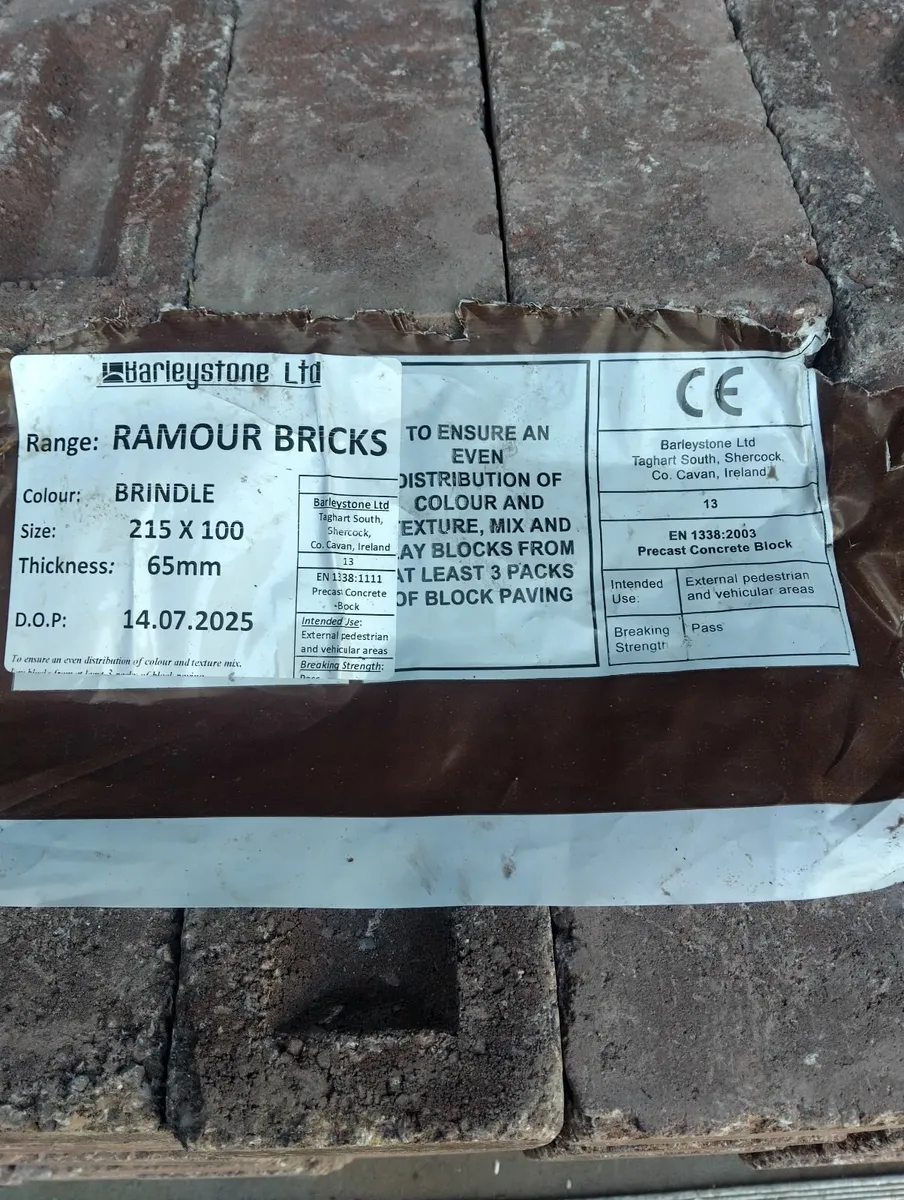 Barleystone Ltd
Range: RAMOUR BRICKS
Colour: BRINDLE
Size: 215 X 100
Thickness: 65mm
D.O.P: 14.07.2025
To ensure an even distribution of colour and texture mix.
Barleystone Ltd
Taghart South,
Shercock,
Co. Cavan, Ireland
13
EN 1338:1111
Precast Concrete
Bock
Intended Use:
External pedestrian
and vehicular areas
Breaking Strength:
TO ENSURE AN
EVEN
DISTRIBUTION OF
COLOUR AND
EXTURE, MIX AND
AY BLOCKS FROM
AT LEAST 3 PACKS
OF BLOCK PAVING
CE
Barleystone Ltd
Taghart South, Shercock,
Co. Cavan, Ireland
13
EN 1338:2003
Precast Concrete Block
Intended Use:
External pedestrian
and vehicular areas
Breaking Strength
Pass